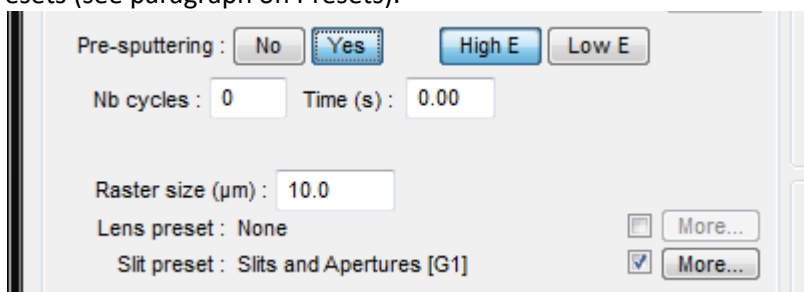 esets (see paragraph on Presets).
Pre-sputtering : No Yes High E Low E
Nb cycles : 0 Time (s) : 0.00
Raster size (µm) : 10.0
Lens preset : None More...
Slit preset : Slits and Apertures [G1] More...